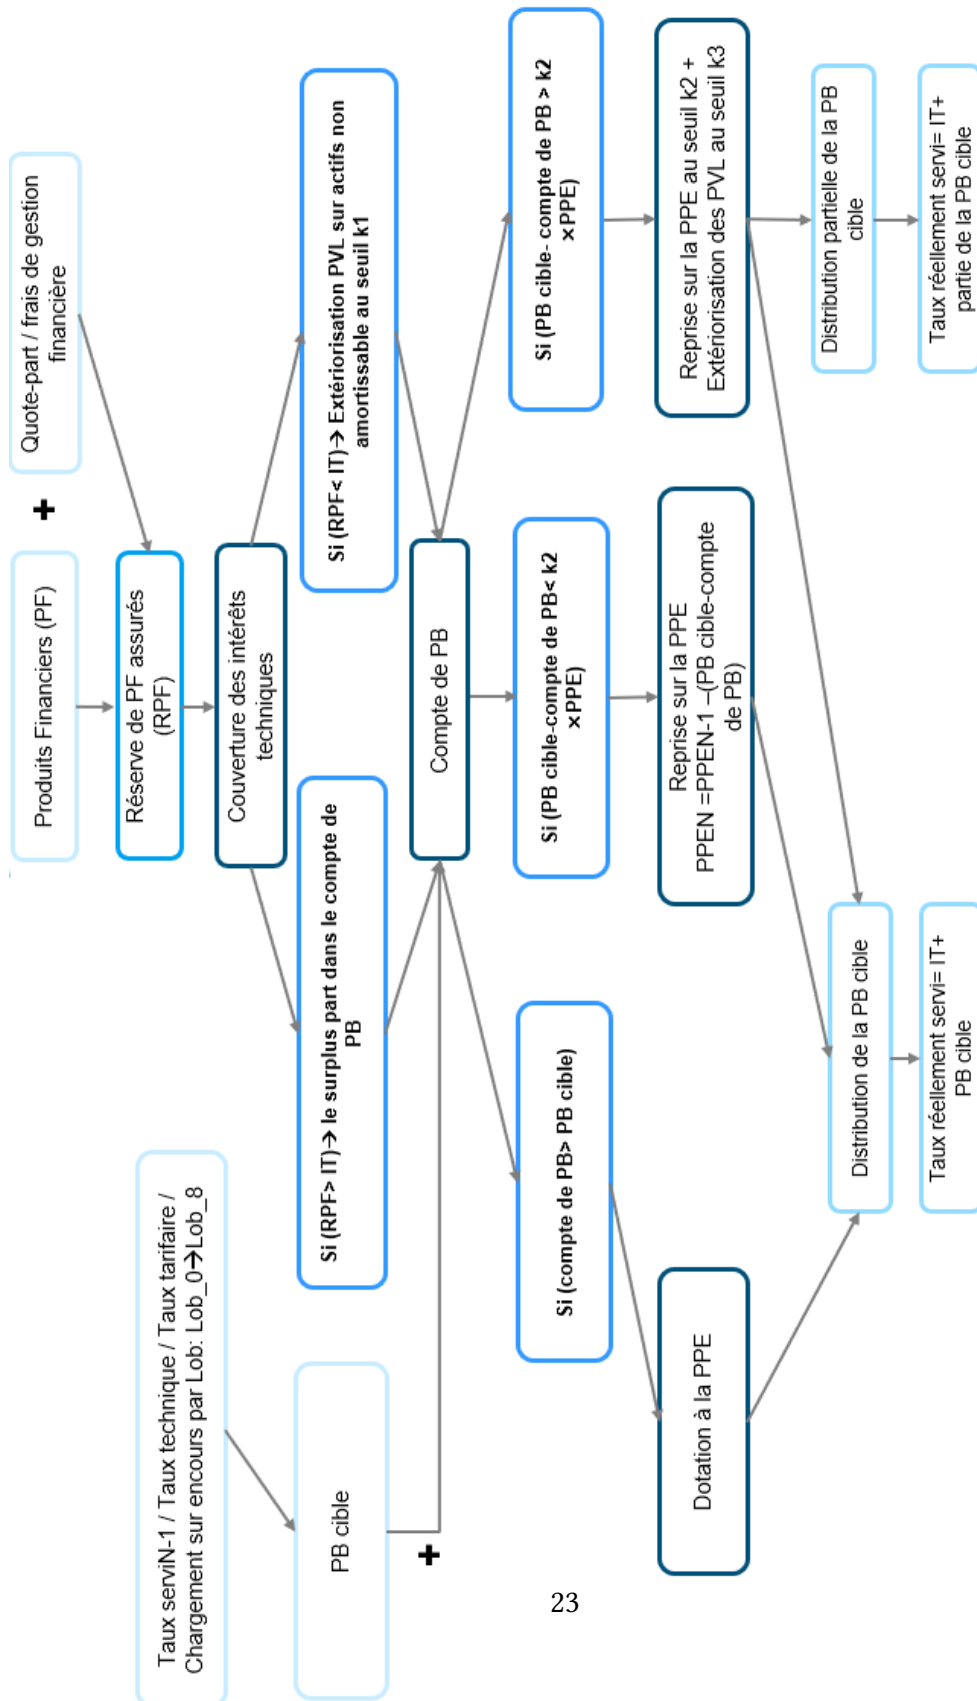 Taux serviN-1 / Taux technique / Taux tarifaire /
Chargement sur encours par Lob: Lob_0→Lob_8
Produits Financiers (PF)
+
Quote-part / frais de gestion
financière
Réserve de PF assurés
(RPF)
Couverture des intérêts
techniques
PB cible
+
Si (RPF> IT)→ le surplus part dans le compte de
PB
Si (RPF< IT)→ Extériorisation PVL sur actifs non
amortissable au seuil k1
Compte de PB
Si (compte de PB> PB cible)
Si (PB cible-compte de PB< k2
×PPE)
Si (PB cible- compte de PB > k2
×PPE)
Dotation à la PPE
Reprise sur la PPE
PPEN =PPEN-1 –(PB cible-compte
de PB)
Reprise sur la PPE au seuil k2 +
Extériorisation des PVL au seuil k3
Distribution de la PB cible
Distribution partielle de la PB
cible
Taux réellement servi= IT+
PB cible
Taux réellement servi= IT+
partie de la PB cible
23